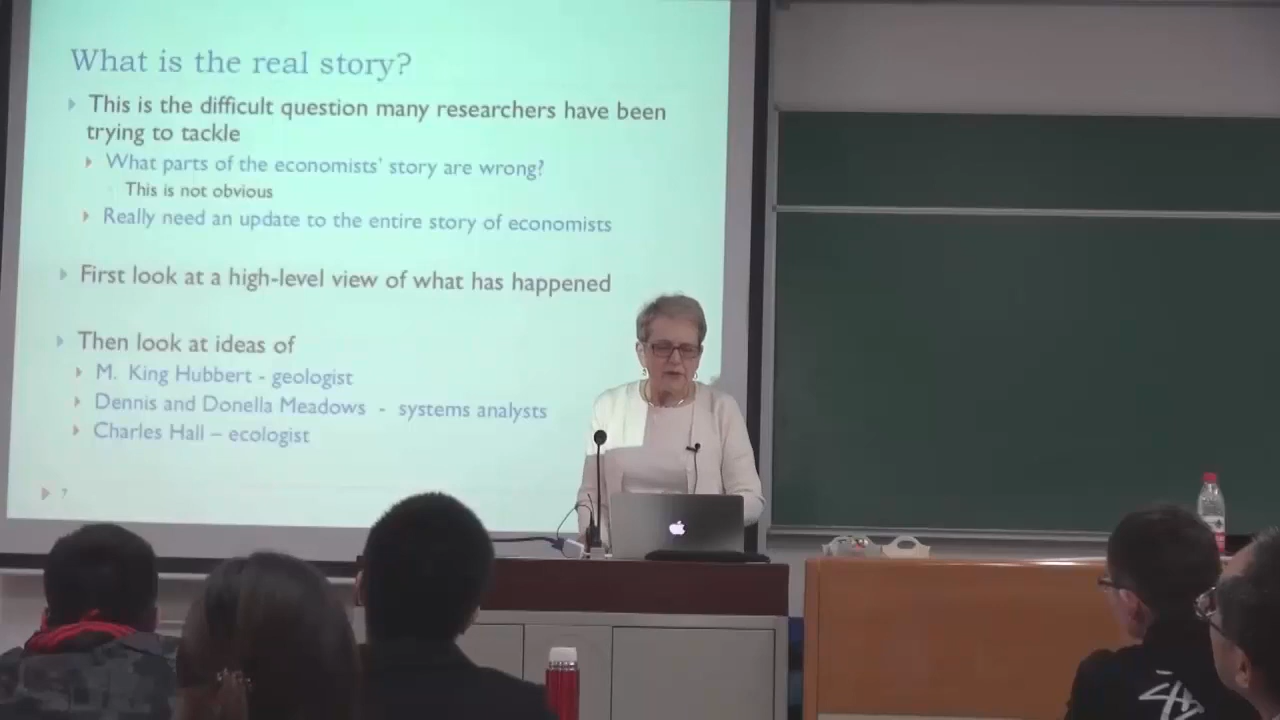 What is the real story?
This is the difficult question many researchers have been
trying to tackle
What parts of the economists' story are wrong?
This is not obvious
Really need an update to the entire story of economists
First look at a high-level view of what has happened
Then look at ideas of
M. King Hubbert - geologist
Dennis and Donella Meadows - systems analysts
Charles Hall – ecologist
7